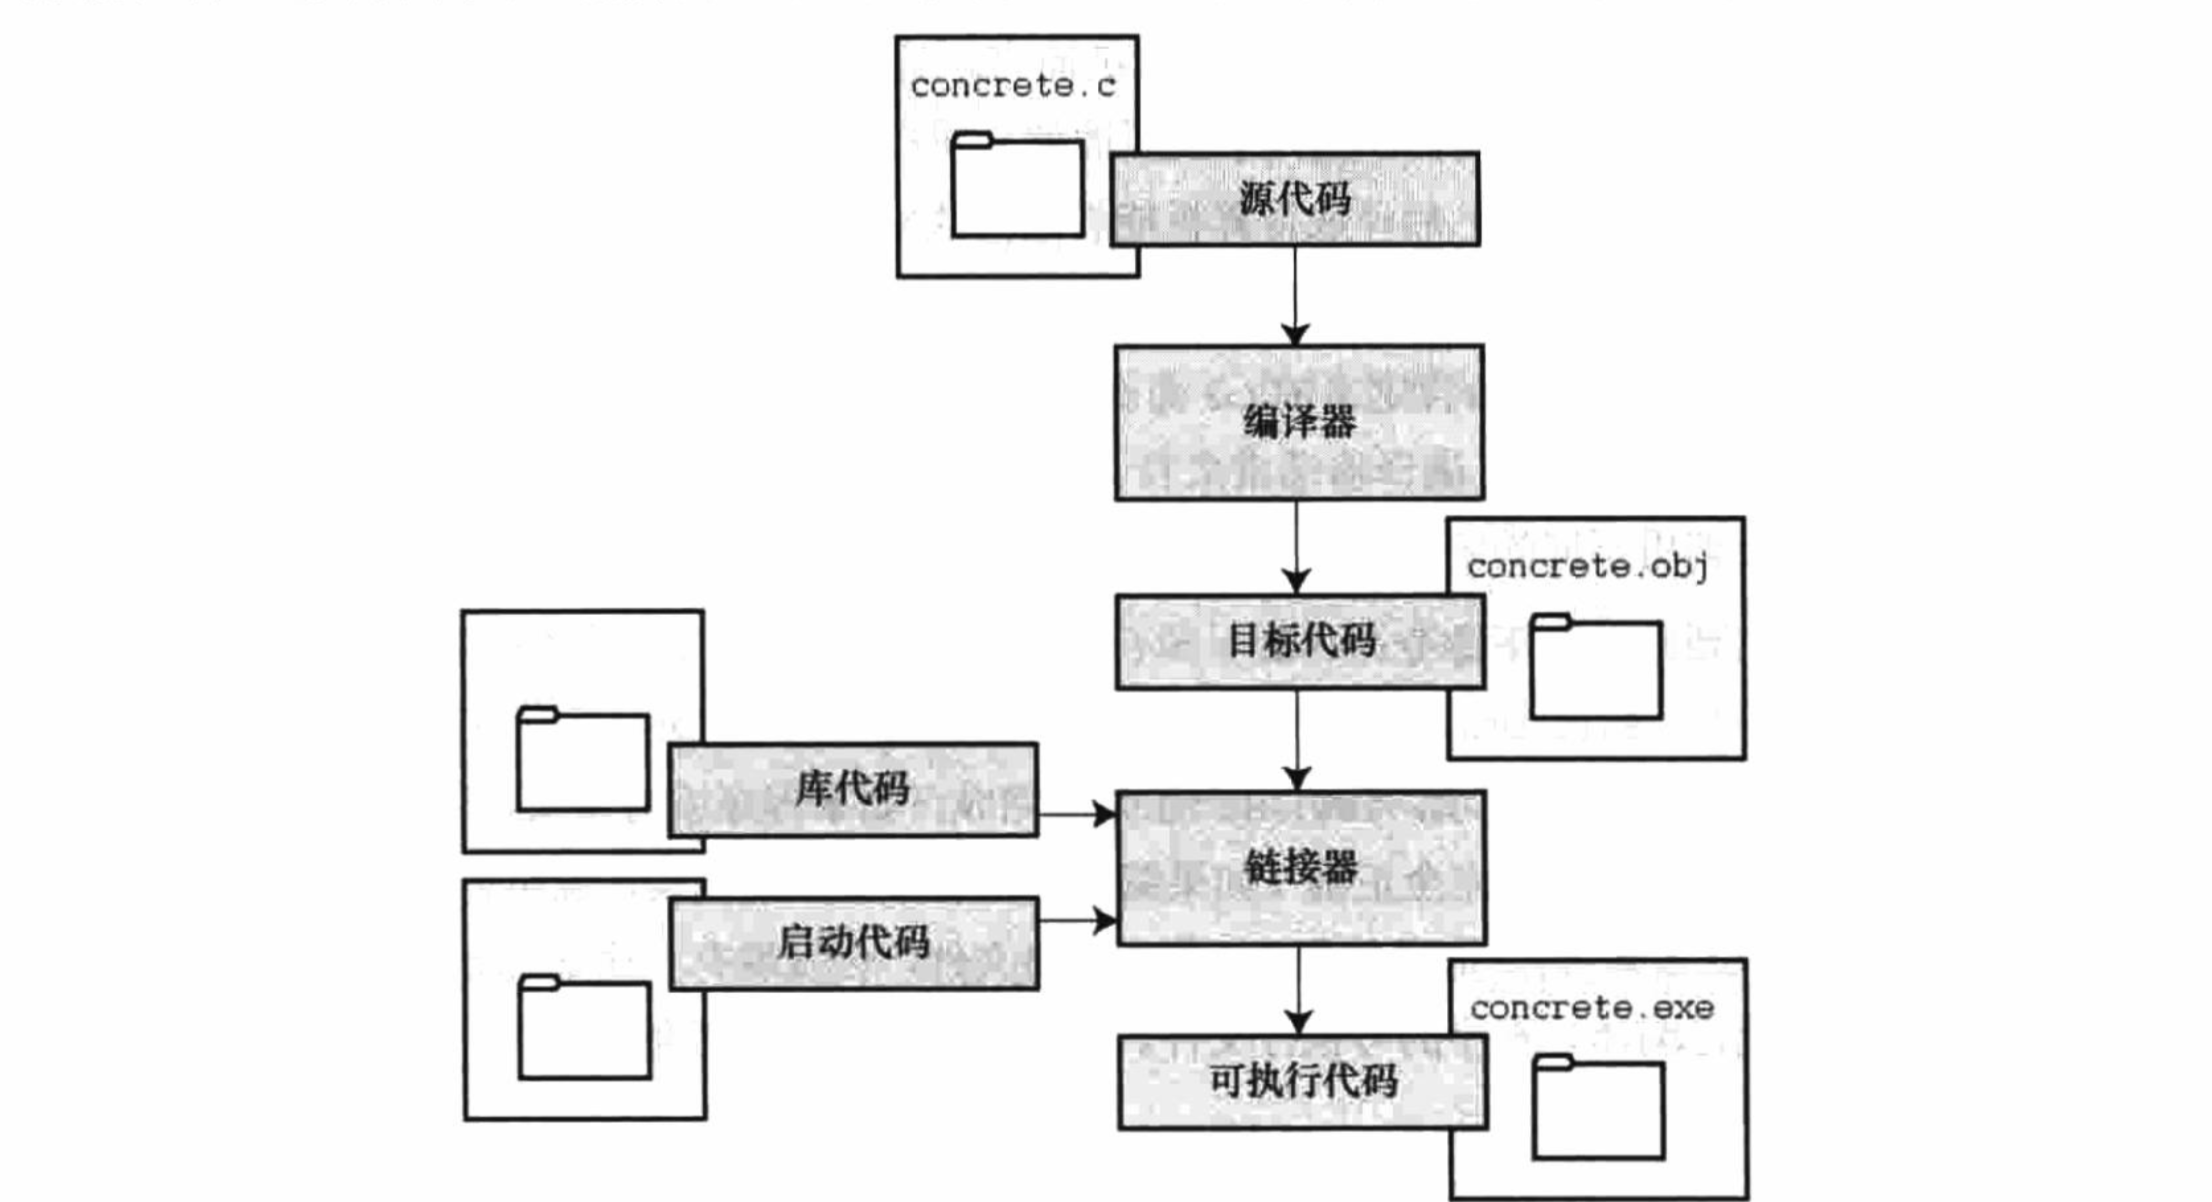 concrete.c
源代码
编译器
concrete.obj
目标代码
库代码
链接器
启动代码
concrete.exe
可执行代码